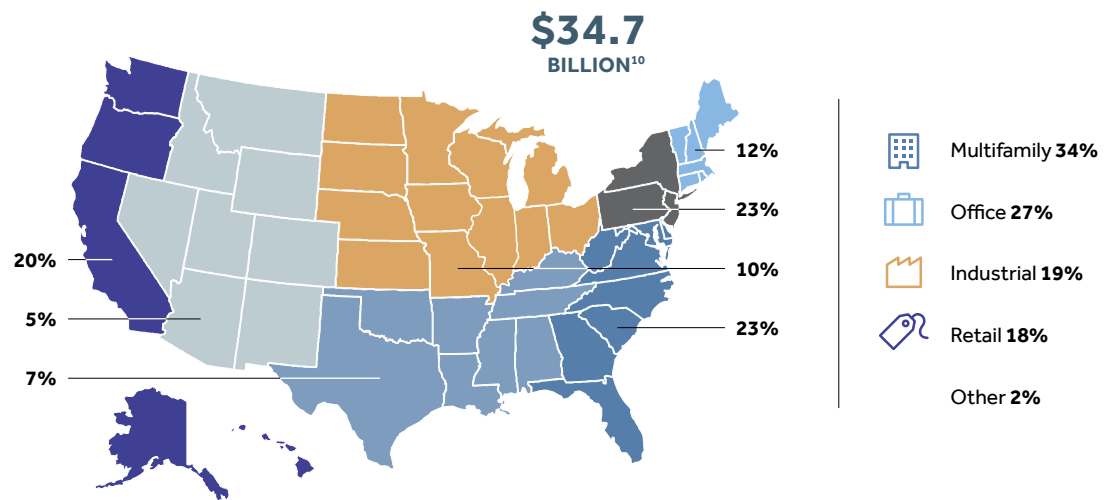 $34.7
BILLION¹⁰
12%
23%
10%
23%
20%
5%
7%
Multifamily 34%
Office 27%
Industrial 19%
Retail 18%
Other 2%